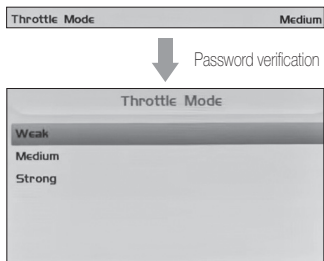 Throttle Mode Medium
Password verification
Throttle Mode
Weak
Medium
Strong